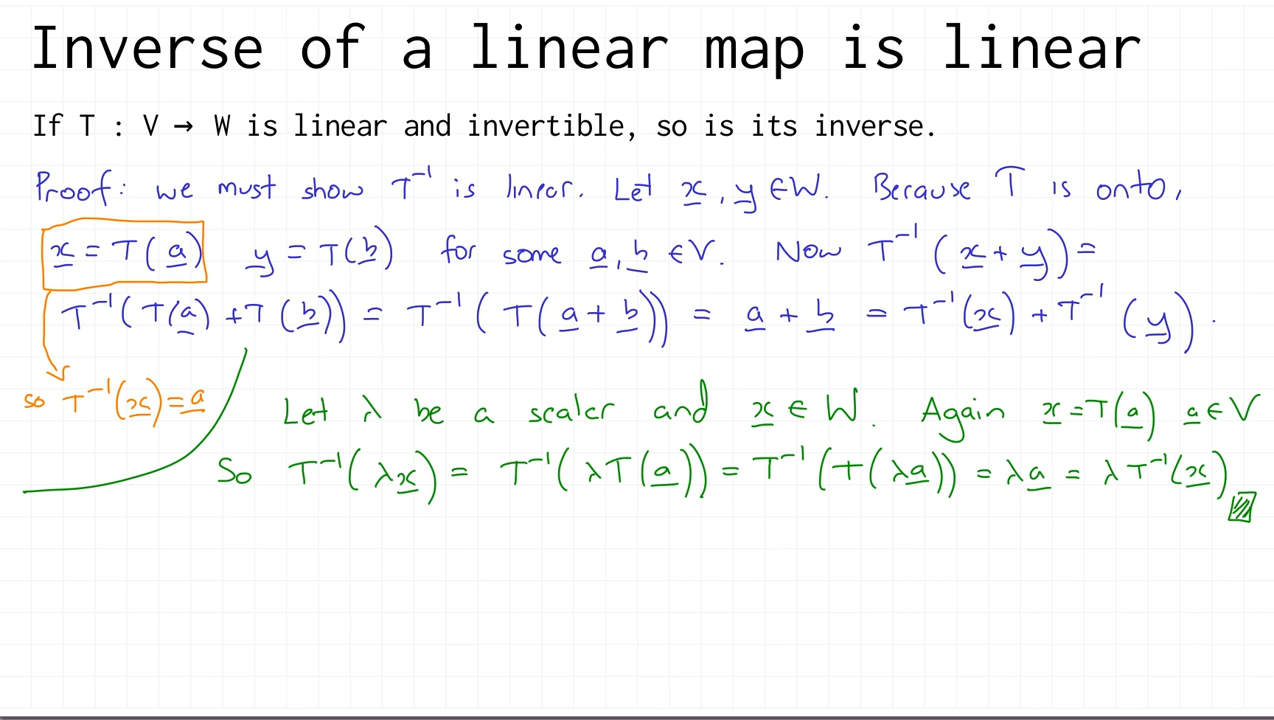 Inverse of a linear map is linear
If T : V → W is linear and invertible, so is its inverse.
Proof: we must show T⁻¹ is linear. Let x, y ∈ W. Because T is onto,
x = T(a) y = T(b) for some a, b ∈ V. Now T⁻¹(x + y) =
T⁻¹(T(a) + T(b)) = T⁻¹(T(a + b)) = a + b = T⁻¹(x) + T⁻¹(y).
so T⁻¹(x) = a
Let λ be a scalar and x ∈ W. Again x = T(a) a ∈ V
So T⁻¹(λx) = T⁻¹(λT(a)) = T⁻¹(T(λa)) = λa = λT⁻¹(x)